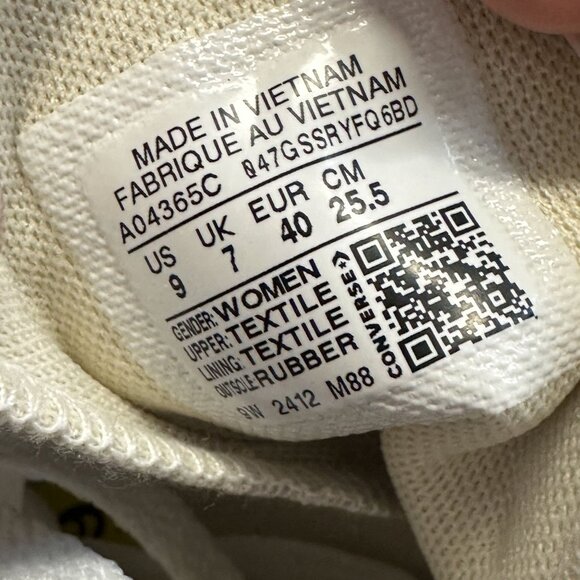 MADE IN VIETNAM
FABRIQUE AU VIETNAM
A04365C Q47GSSRYFQ6BD
US UK EUR CM
9 7 40 25.5
GENDER: WOMEN
UPPER: TEXTILE
LINING: TEXTILE
OUTSOLE RUBBER
9W 2412 M88
CONVERSE